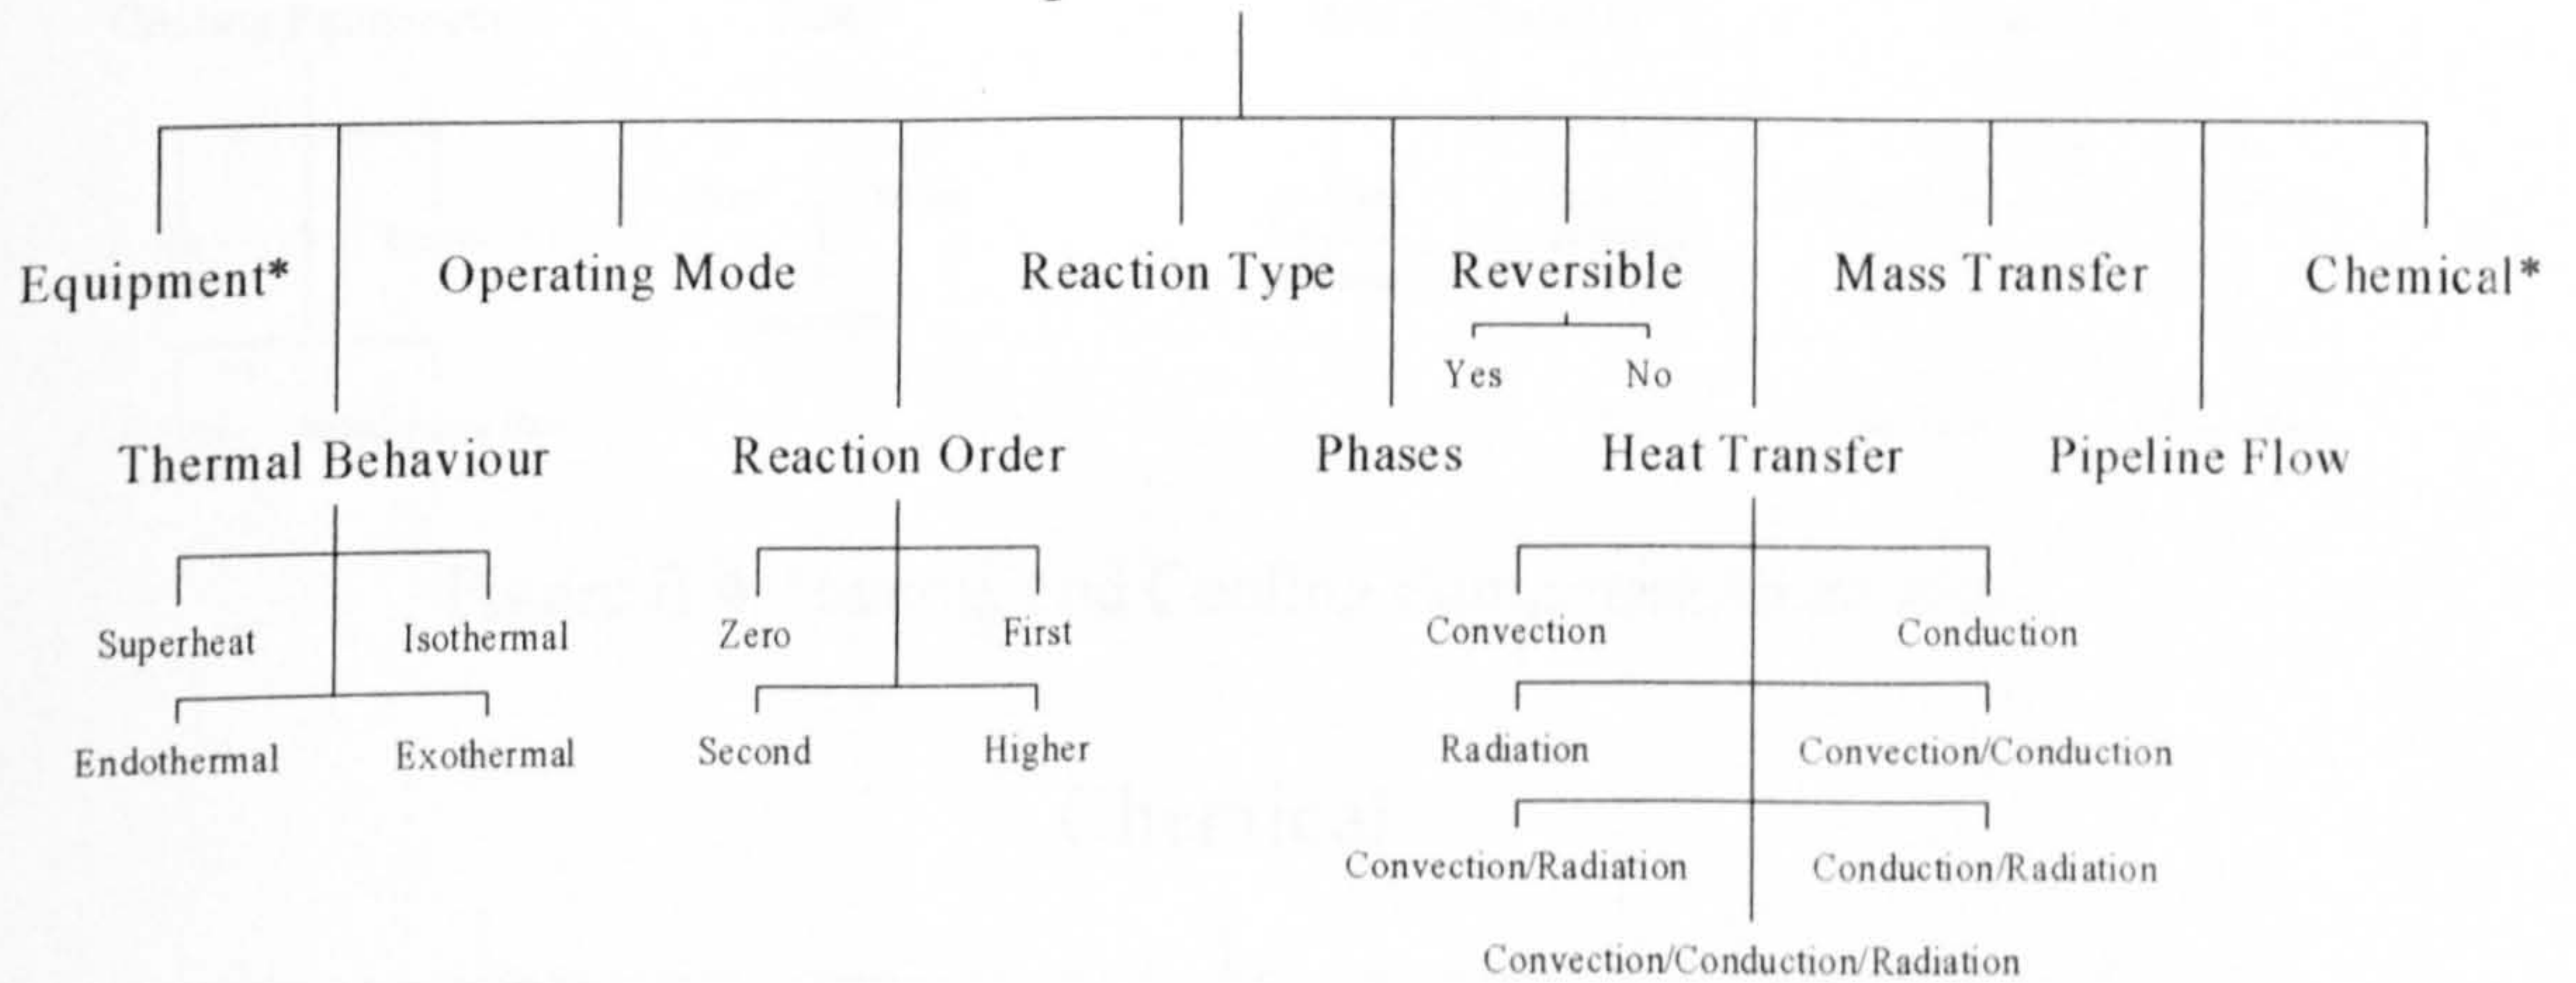 Equipment* Operating Mode Reaction Type Reversible Mass Transfer Chemical*
Yes No
Thermal Behaviour Reaction Order Phases Heat Transfer Pipeline Flow
Superheat Isothermal Zero First Convection Conduction
Endothermal Exothermal Second Higher Radiation Convection/Conduction
Convection/Radiation Conduction/Radiation
Convection/Conduction/Radiation